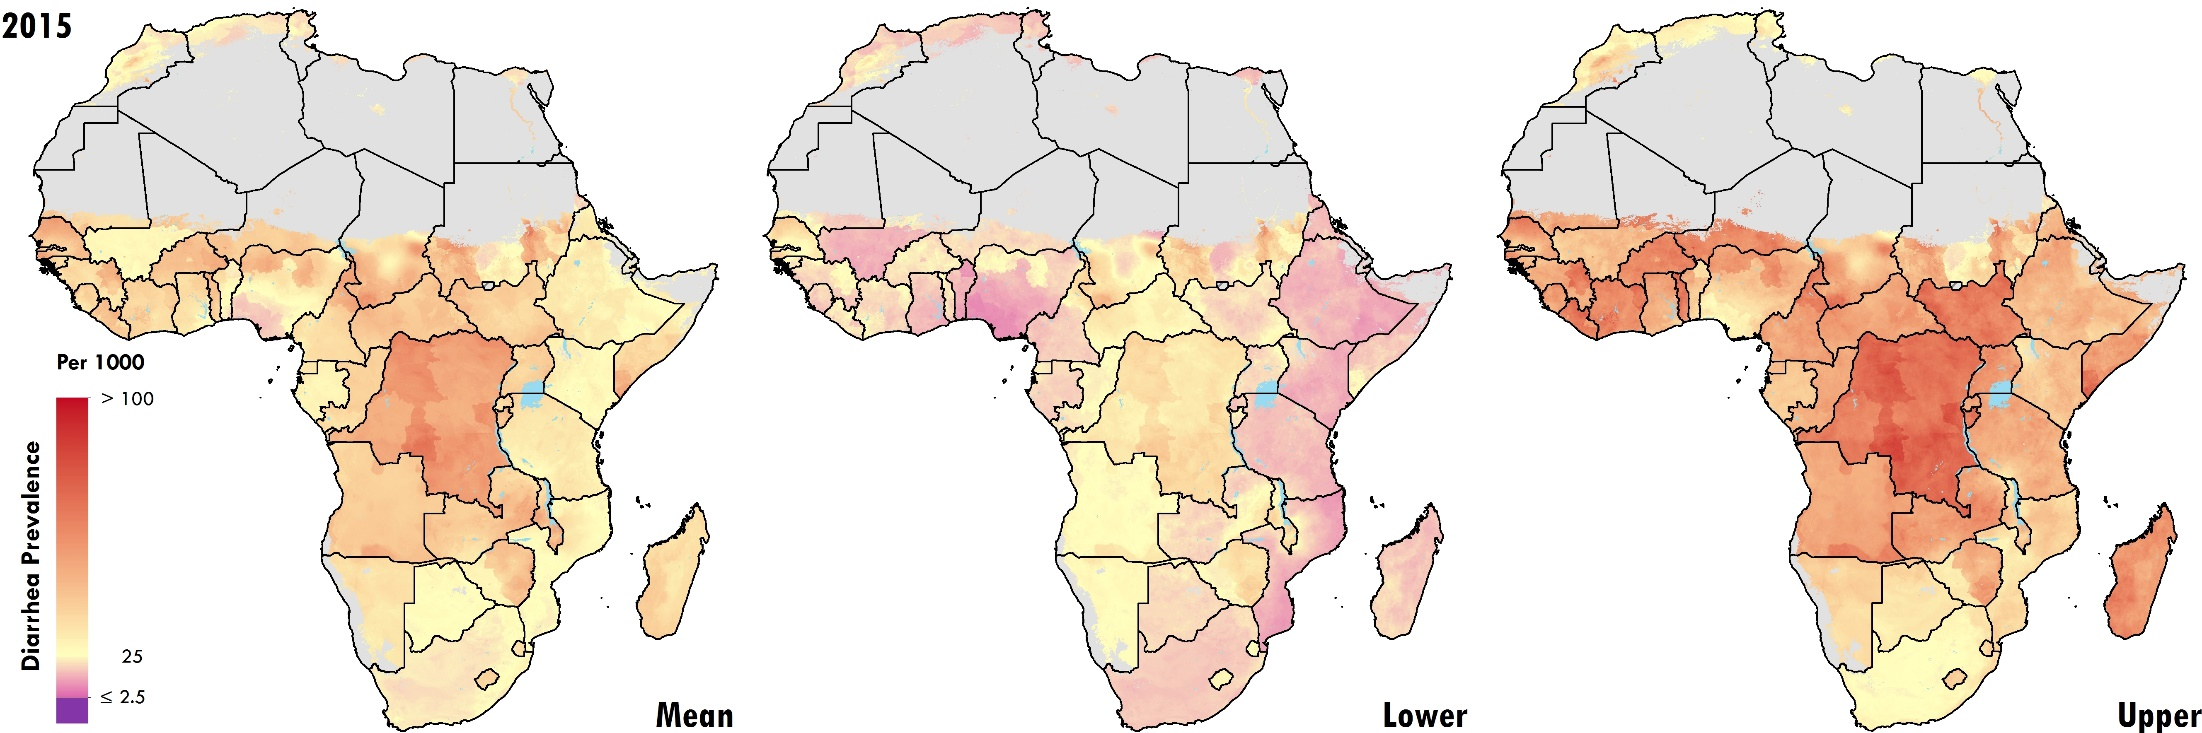 2015
Per 1000
> 100
Diarrhea Prevalence
25
≤ 2.5
Mean
Lower
Upper